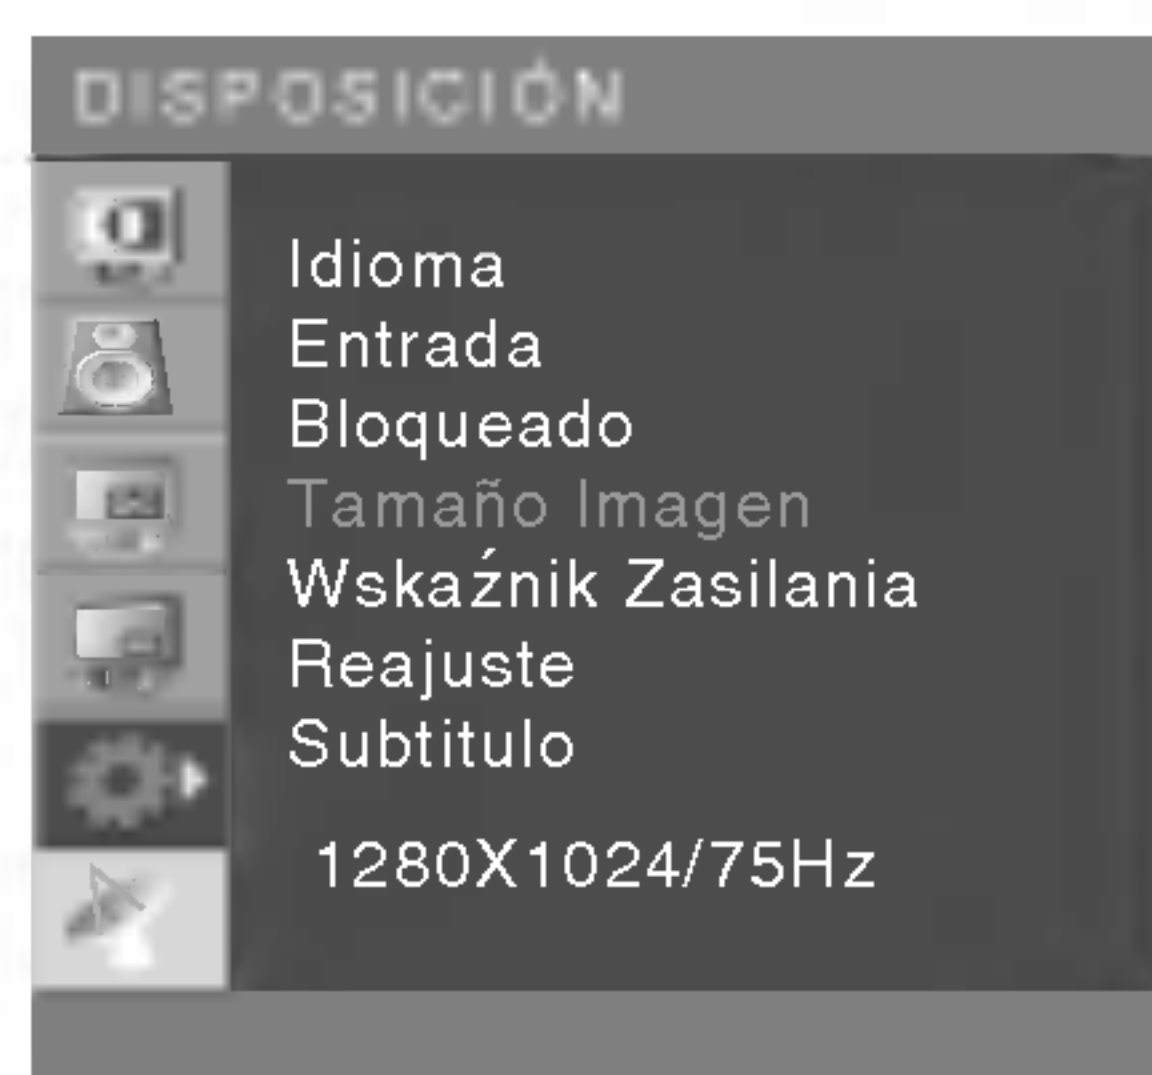 DISPOSICIÓN
Idioma
Entrada
Bloqueado
Tamaño Imagen
Wskaźnik Zasilania
Reajuste
Subtitulo
1280X1024/75Hz